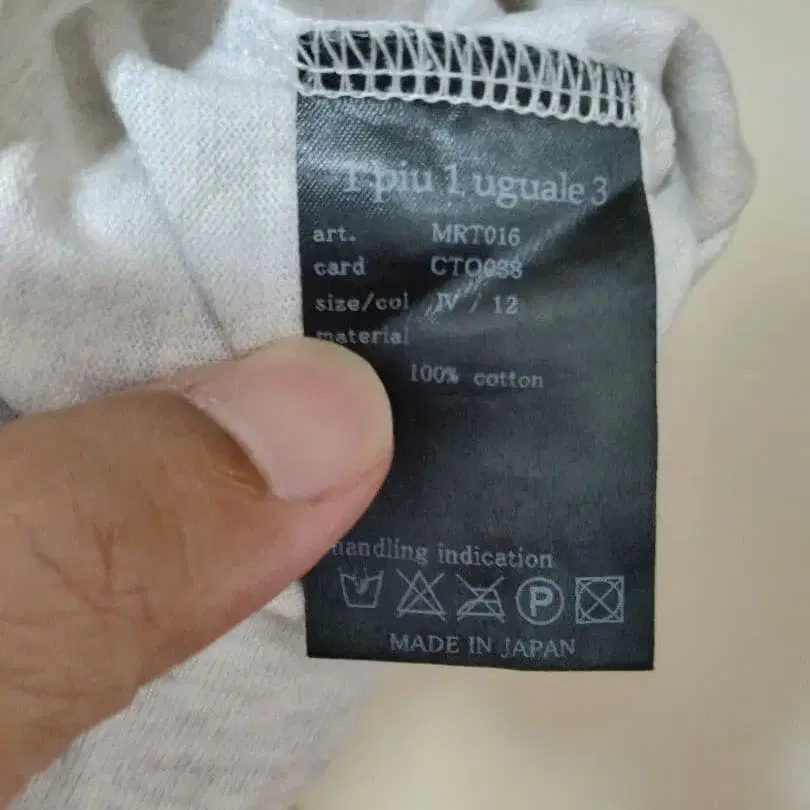 1 piu 1 uguale 3
art. MRT016
card CTO038
size/col IV / 12
material
100% cotton
handling indication
P
MADE IN JAPAN